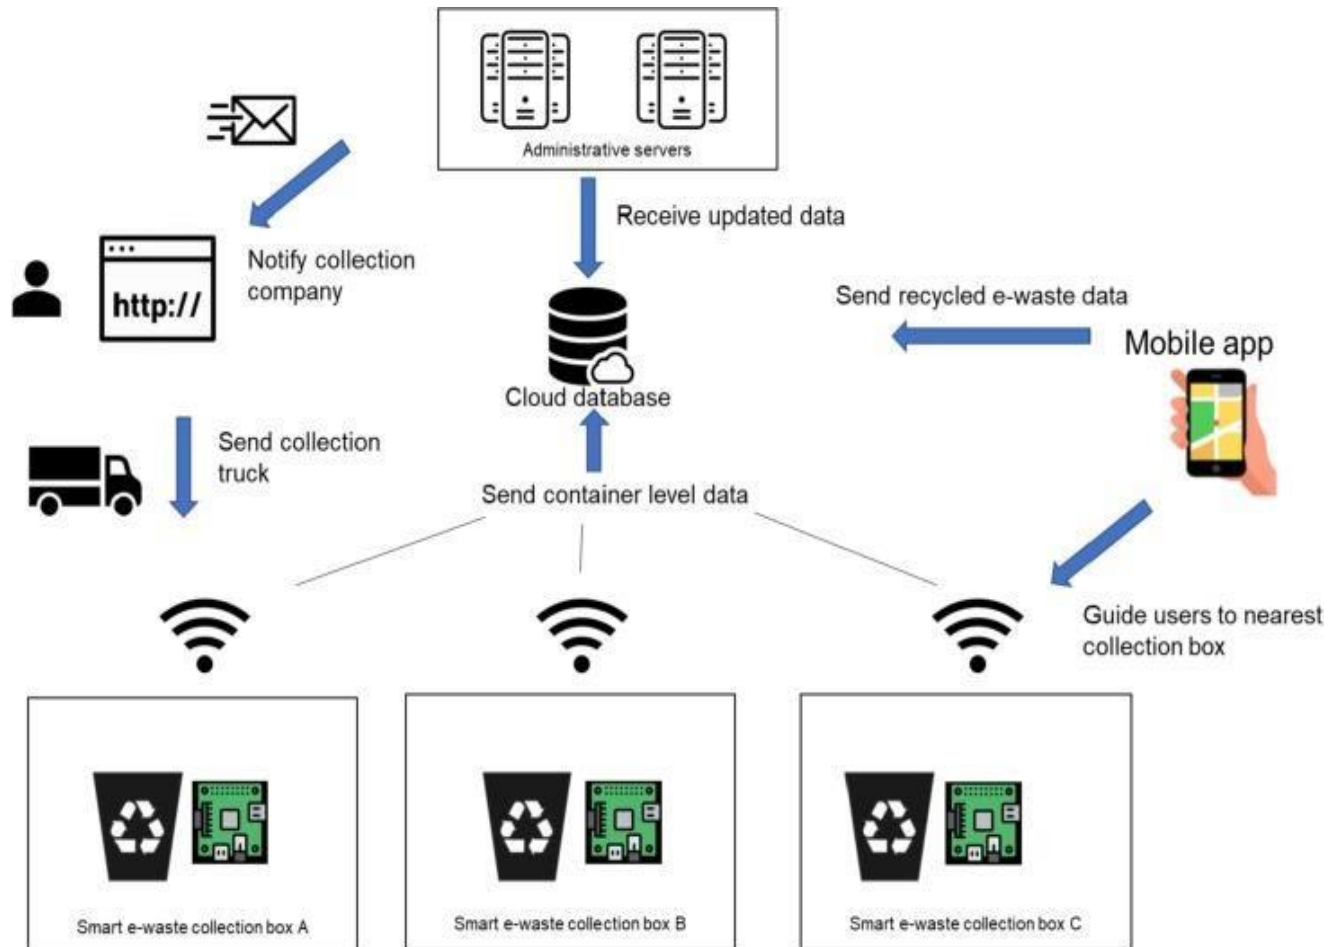 Administrative servers
Receive updated data
Notify collection
company
http://
Send recycled e-waste data
Mobile app
Cloud database
Send collection
truck
Send container level data
Guide users to nearest
collection box
Smart e-waste collection box A
Smart e-waste collection box B
Smart e-waste collection box C